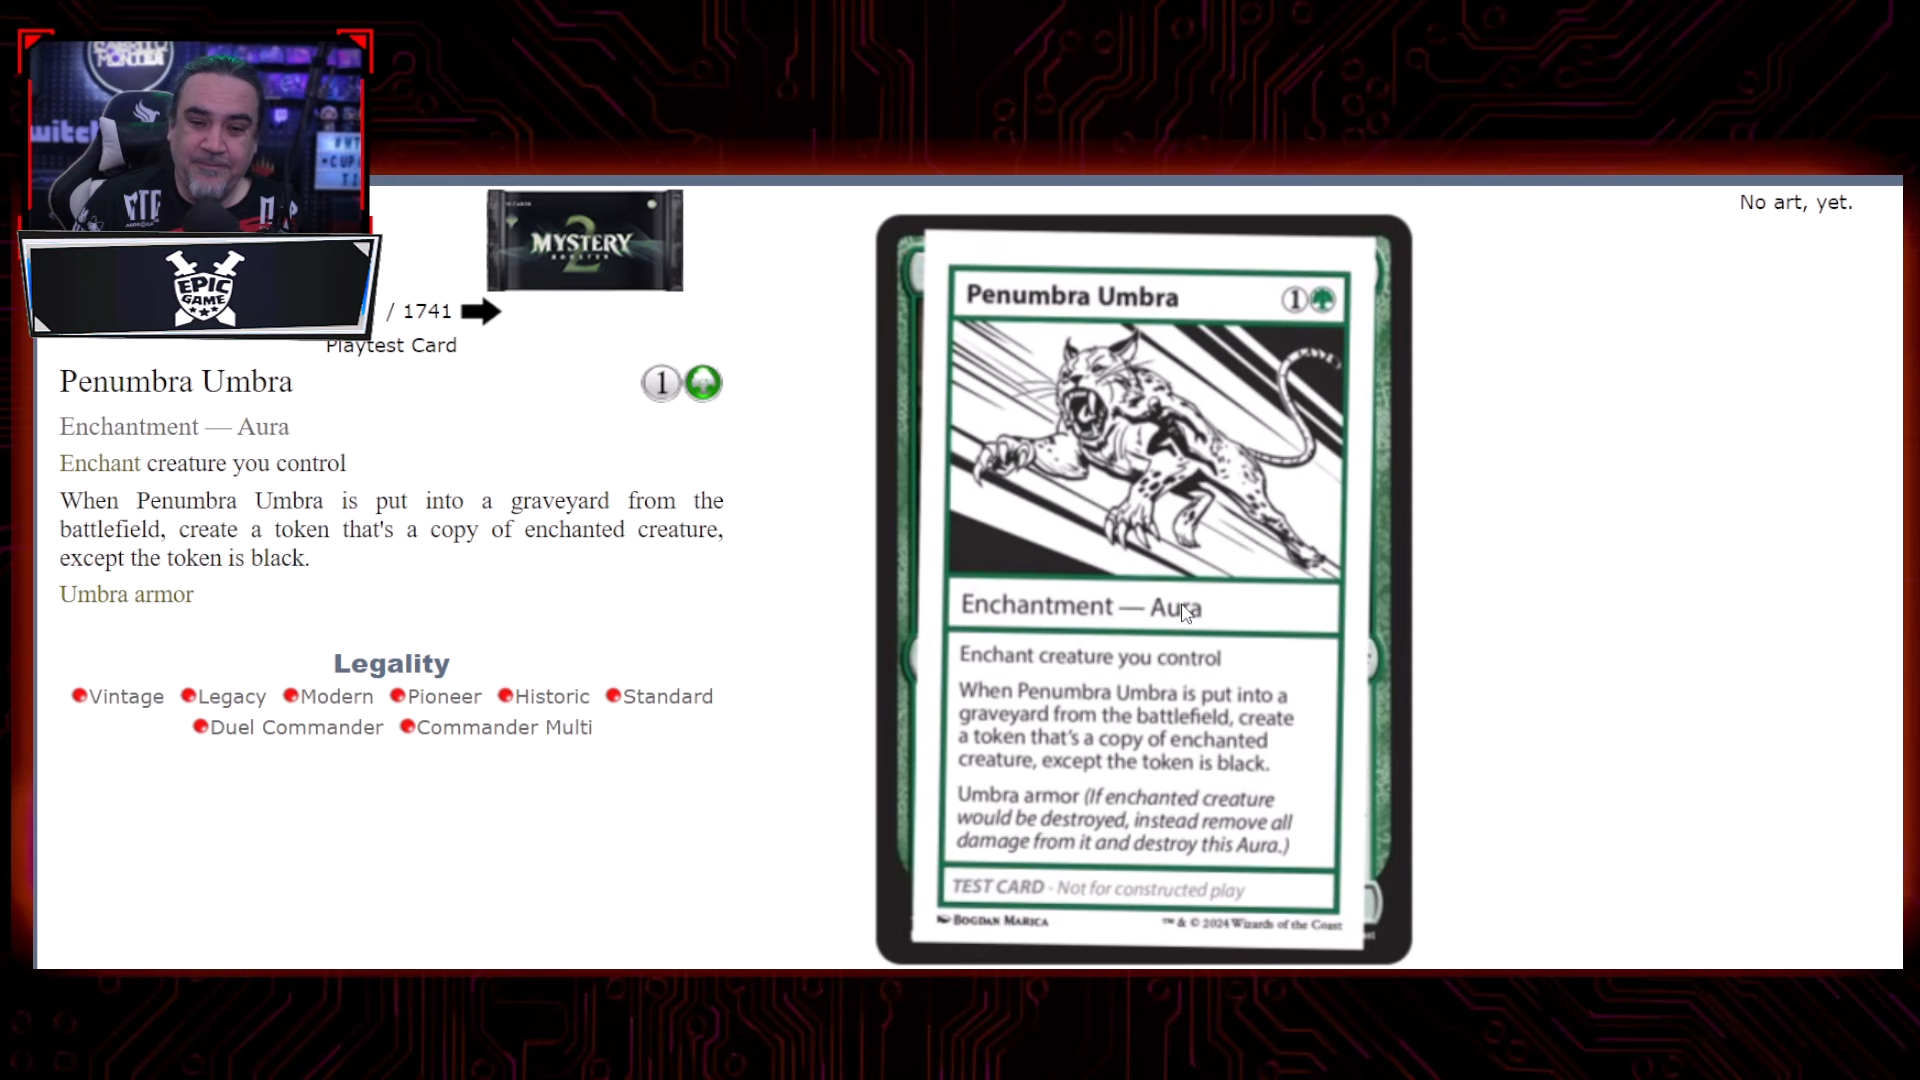 MONTER
twitch
MTG
EPIC
GAME
MYSTERY
2
BOOSTER
No art, yet.
/ 1741
Playtest Card
Penumbra Umbra
1
Enchantment — Aura
Enchant creature you control
When Penumbra Umbra is put into a graveyard from the
battlefield, create a token that's a copy of enchanted creature,
except the token is black.
Umbra armor
Legality
Vintage Legacy Modern Pioneer Historic Standard
Duel Commander Commander Multi
Penumbra Umbra 1
Enchantment — Aura
Enchant creature you control
When Penumbra Umbra is put into a
graveyard from the battlefield, create
a token that's a copy of enchanted
creature, except the token is black.
Umbra armor (If enchanted creature
would be destroyed, instead remove all
damage from it and destroy this Aura.)
TEST CARD - Not for constructed play
BOGDAN MARICA
™ & © 2024 Wizards of the Coast